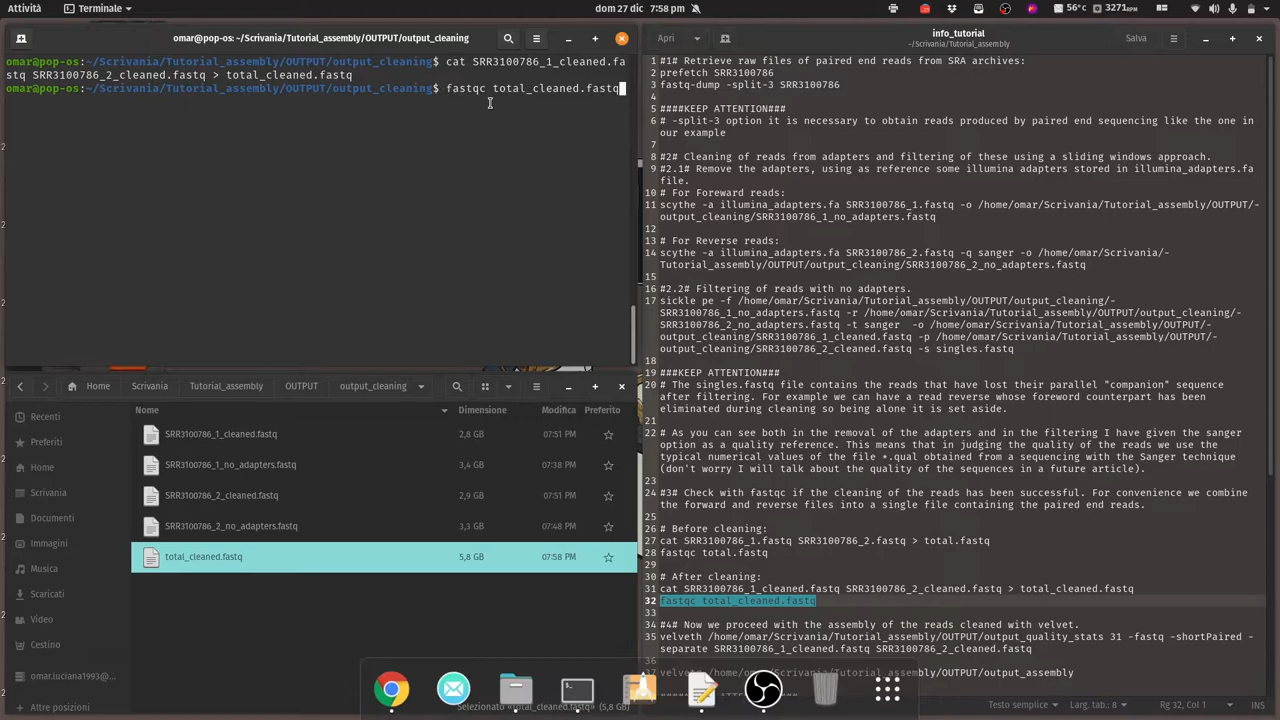 Attività
Terminale
dom 27 dic 7:58 PM
56°c
3271RPM
omar@pop-os: ~/Scrivania/Tutorial_assembly/OUTPUT/output_cleaning
omar@pop-os:~/Scrivania/Tutorial_assembly/OUTPUT/output_cleaning$ cat SRR3100786_1_cleaned.fa
stq SRR3100786_2_cleaned.fastq > total_cleaned.fastq
omar@pop-os:~/Scrivania/Tutorial_assembly/OUTPUT/output_cleaning$ fastqc total_cleaned.fastq
Home
Scrivania
Tutorial_assembly
OUTPUT
output_cleaning
Recenti
Preferiti
Home
Scrivania
Documenti
Immagini
Musica
Scaricati
Video
Cestino
omar.luciana1993@...
Altre posizioni
Nome
Dimensione
Modifica
Preferito
SRR3100786_1_cleaned.fastq 2,8 GB 07:51 PM
SRR3100786_1_no_adapters.fastq 3,4 GB 07:38 PM
SRR3100786_2_cleaned.fastq 2,9 GB 07:51 PM
SRR3100786_2_no_adapters.fastq 3,3 GB 07:48 PM
total_cleaned.fastq 5,8 GB 07:58 PM
Selezionato «total_cleaned.fastq» (5,8 GB)
Apri
info_tutorial
~/Scrivania/Tutorial_assembly
Salva
1 #1# Retrieve raw files of paired end reads from SRA archives:
2 prefetch SRR3100786
3 fastq-dump -split-3 SRR3100786
4
5 ####KEEP ATTENTION###
6 # -split-3 option it is necessary to obtain reads produced by paired end sequencing like the one in
our example
7
8 #2# Cleaning of reads from adapters and filtering of these using a sliding windows approach.
9 #2.1# Remove the adapters, using as reference some illumina adapters stored in illumina_adapters.fa
file.
10 # For Foreward reads:
11 scythe -a illumina_adapters.fa SRR3100786_1.fastq -o /home/omar/Scrivania/Tutorial_assembly/OUTPUT/-
output_cleaning/SRR3100786_1_no_adapters.fastq
12
13 # For Reverse reads:
14 scythe -a illumina_adapters.fa SRR3100786_2.fastq -q sanger -o /home/omar/Scrivania/-
Tutorial_assembly/OUTPUT/output_cleaning/SRR3100786_2_no_adapters.fastq
15
16 #2.2# Filtering of reads with no adapters.
17 sickle pe -f /home/omar/Scrivania/Tutorial_assembly/OUTPUT/output_cleaning/-
SRR3100786_1_no_adapters.fastq -r /home/omar/Scrivania/Tutorial_assembly/OUTPUT/output_cleaning/-
SRR3100786_2_no_adapters.fastq -t sanger -o /home/omar/Scrivania/Tutorial_assembly/OUTPUT/-
output_cleaning/SRR3100786_1_cleaned.fastq -p /home/omar/Scrivania/Tutorial_assembly/OUTPUT/-
output_cleaning/SRR3100786_2_cleaned.fastq -s singles.fastq
18
19 ###KEEP ATTENTION###
20 # The singles.fastq file contains the reads that have lost their parallel "companion" sequence
after filtering. For example we can have a read reverse whose foreword counterpart has been
eliminated during cleaning so being alone it is set aside.
21
22 # As you can see both in the removal of the adapters and in the filtering I have given the sanger
option as a quality reference. This means that in judging the quality of the reads we use the
typical numerical values of the file *.qual obtained from a sequencing with the Sanger technique
(don't worry I will talk about the quality of the sequences in a future article).
23
24 #3# Check with fastqc if the cleaning of the reads has been successful. For convenience we combine
the forward and reverse files into a single file containing the paired end reads.
25
26 # Before cleaning:
27 cat SRR3100786_1.fastq SRR3100786_2.fastq > total.fastq
28 fastqc total.fastq
29
30 # After cleaning:
31 cat SRR3100786_1_cleaned.fastq SRR3100786_2_cleaned.fastq > total_cleaned.fastq
32 fastqc total_cleaned.fastq
33
34 #4# Now we proceed with the assembly of the reads cleaned with velvet.
35 velveth /home/omar/Scrivania/Tutorial_assembly/OUTPUT/output_quality_stats 31 -fastq -shortPaired -
separate SRR3100786_1_cleaned.fastq SRR3100786_2_cleaned.fastq
36
/home/omar/Scrivania/Tutorial_assembly/OUTPUT/output_assembly
Testo semplice
Larg. tab.: 8
Rg 32, Col 1
INS